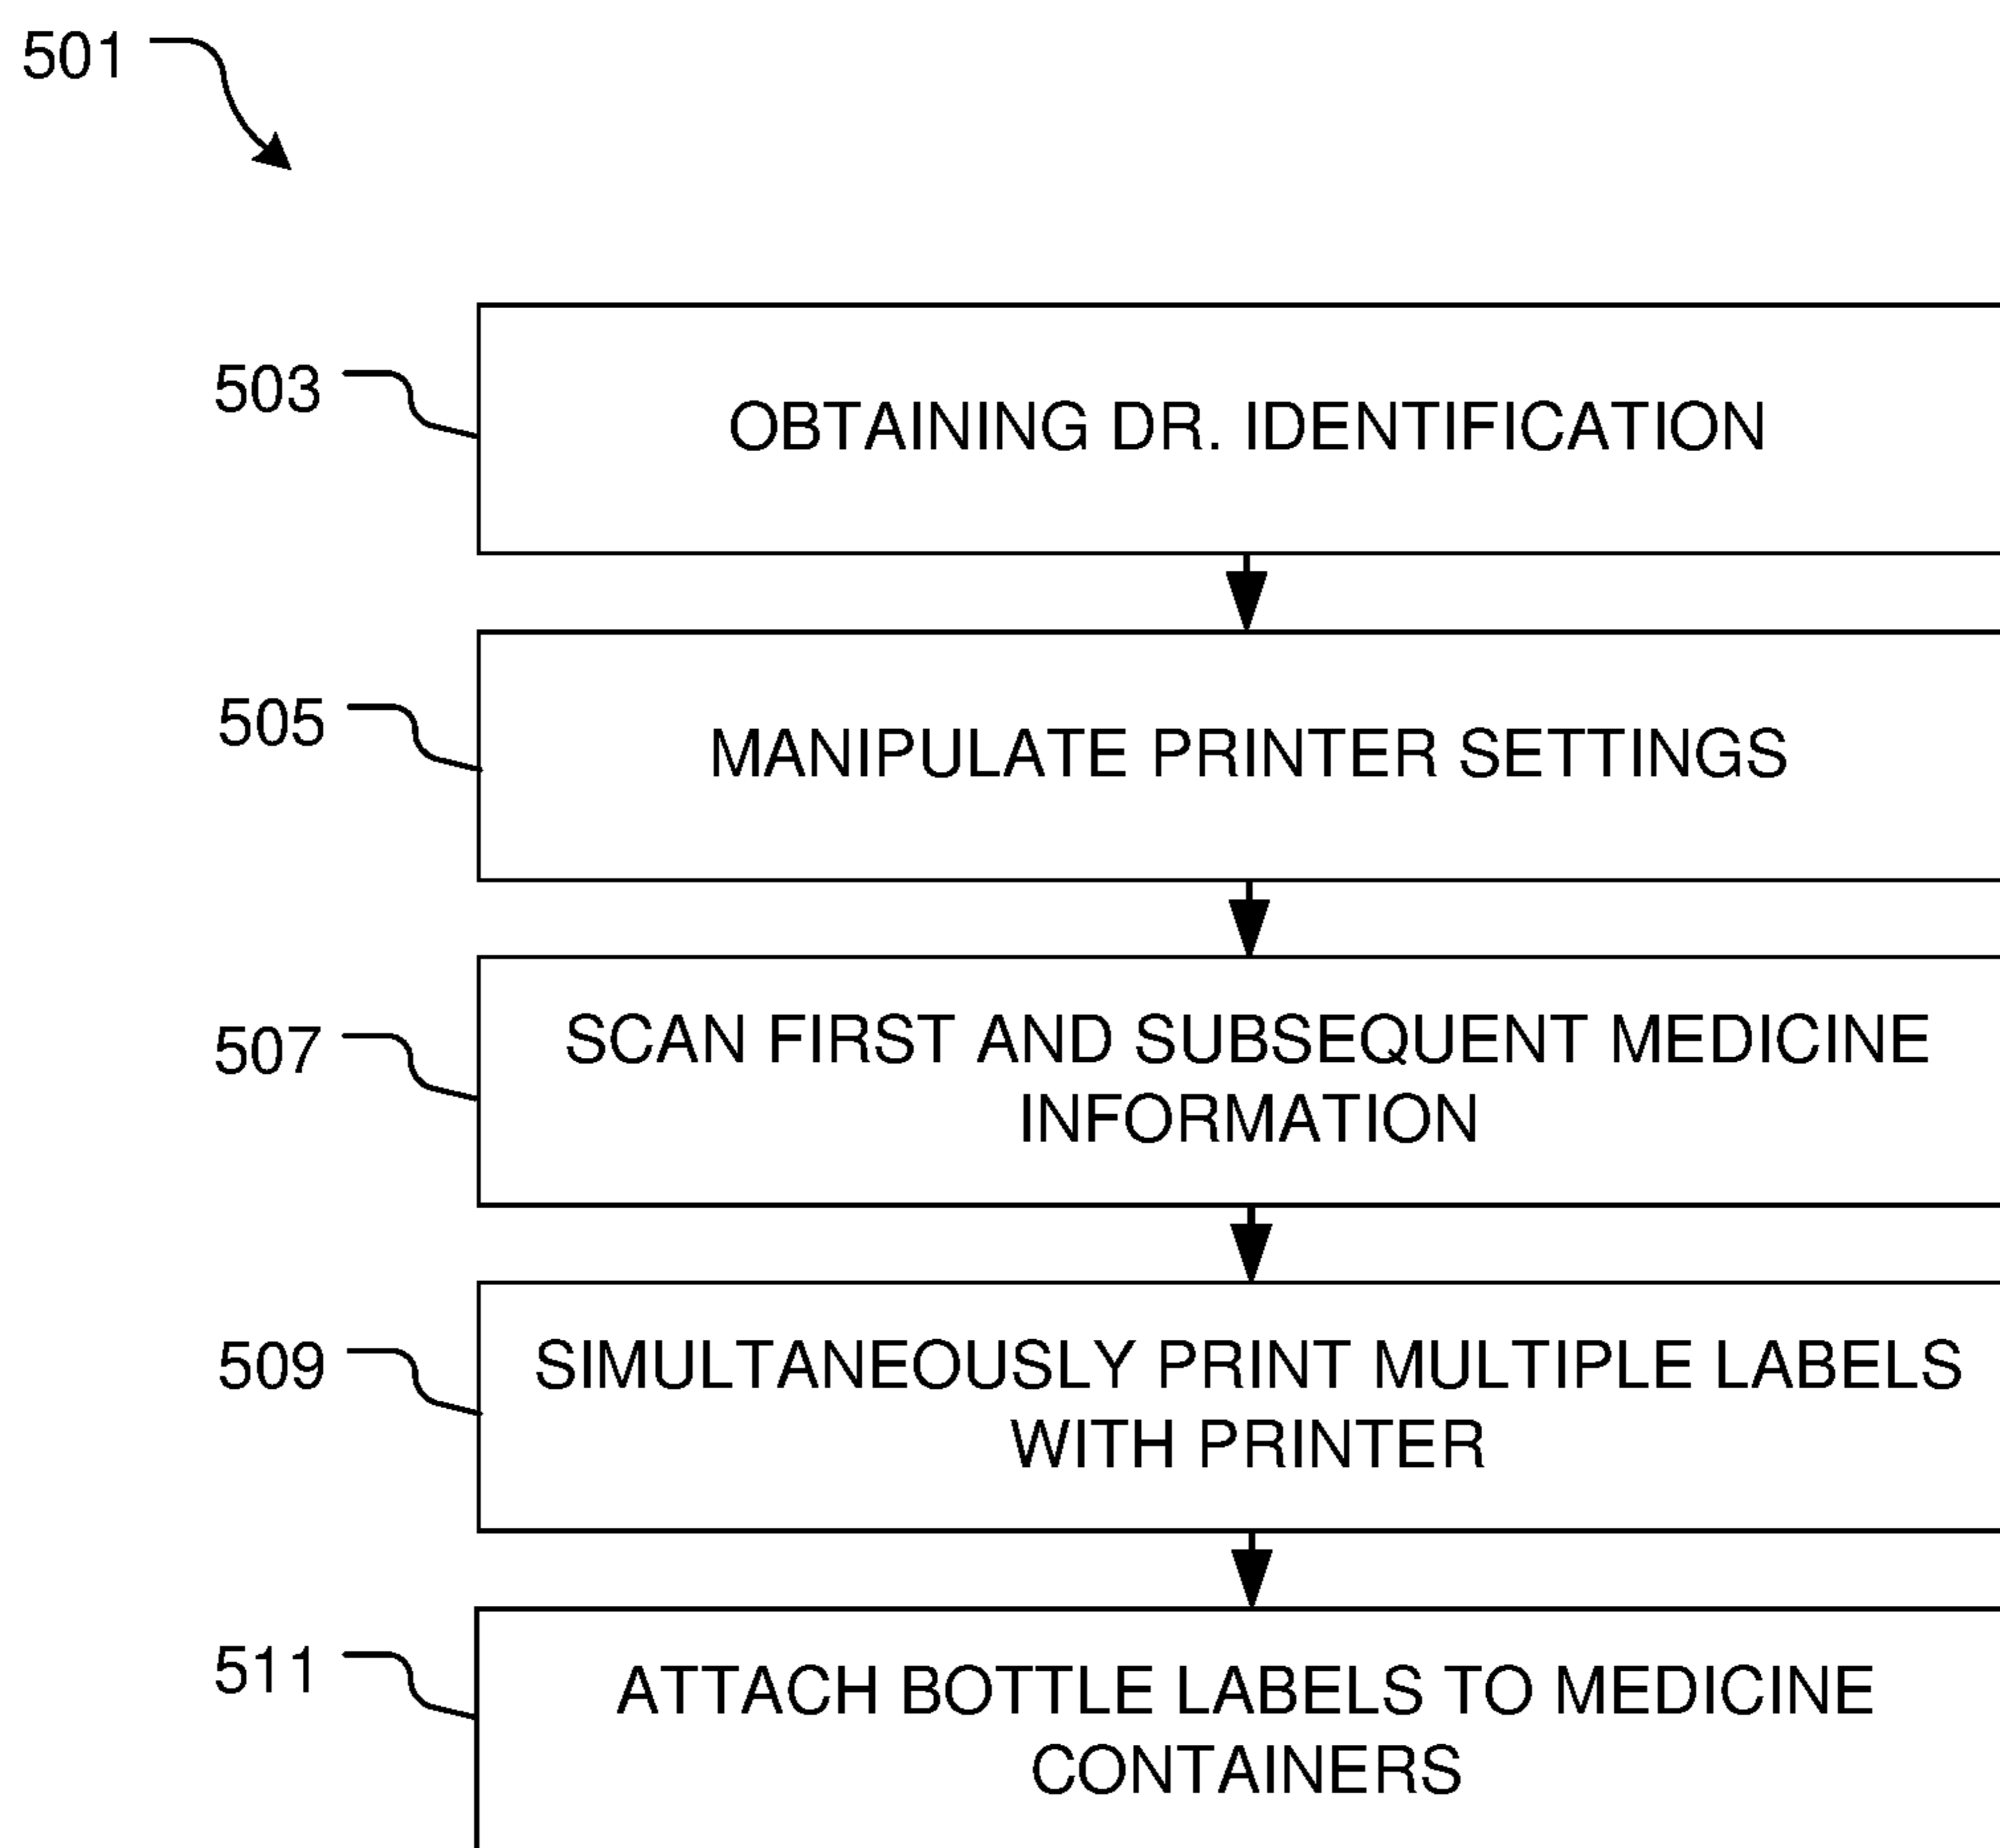 501
503
OBTAINING DR. IDENTIFICATION
505
MANIPULATE PRINTER SETTINGS
507
SCAN FIRST AND SUBSEQUENT MEDICINE
INFORMATION
509
SIMULTANEOUSLY PRINT MULTIPLE LABELS
WITH PRINTER
511
ATTACH BOTTLE LABELS TO MEDICINE
CONTAINERS